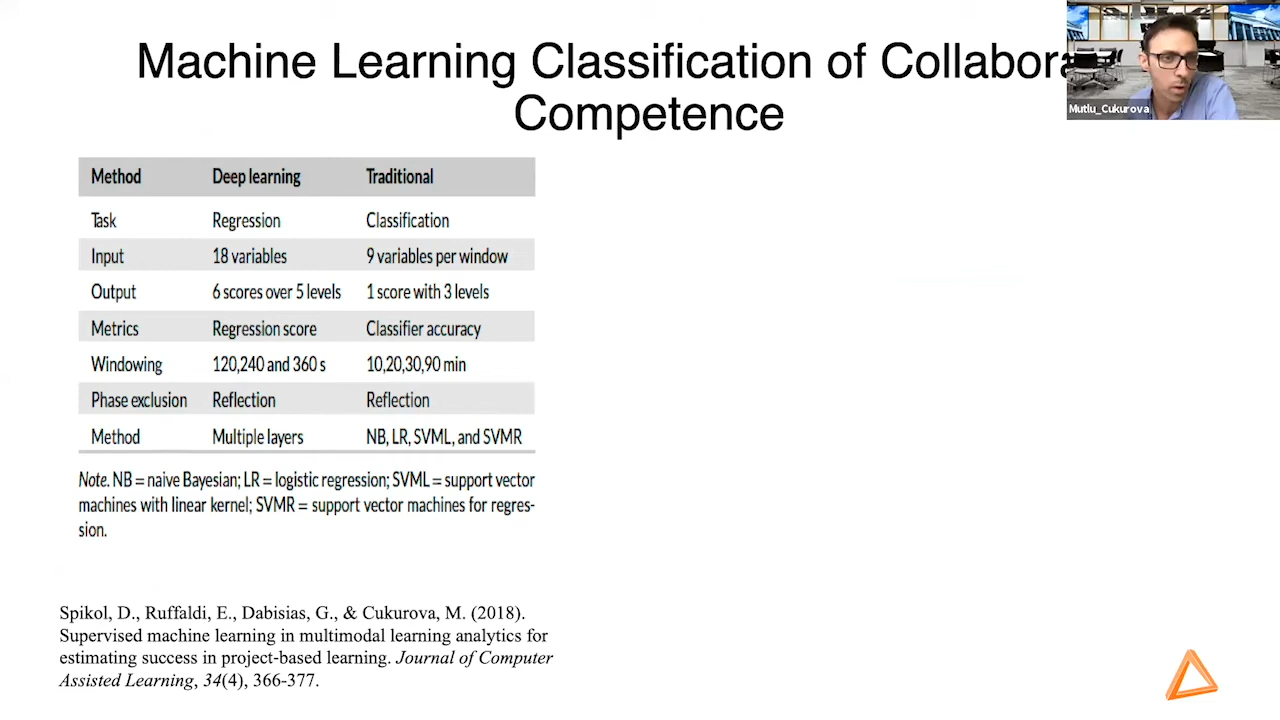 Machine Learning Classification of Collabora
Competence
Mutlu_Cukurova
Method Deep learning Traditional
Task Regression Classification
Input 18 variables 9 variables per window
Output 6 scores over 5 levels 1 score with 3 levels
Metrics Regression score Classifier accuracy
Windowing 120,240 and 360 s 10,20,30,90 min
Phase exclusion Reflection Reflection
Method Multiple layers NB, LR, SVML, and SVMR
Note. NB = naive Bayesian; LR = logistic regression; SVML = support vector
machines with linear kernel; SVMR = support vector machines for regres-
sion.
Spikol, D., Ruffaldi, E., Dabisias, G., & Cukurova, M. (2018).
Supervised machine learning in multimodal learning analytics for
estimating success in project-based learning. Journal of Computer
Assisted Learning, 34(4), 366-377.